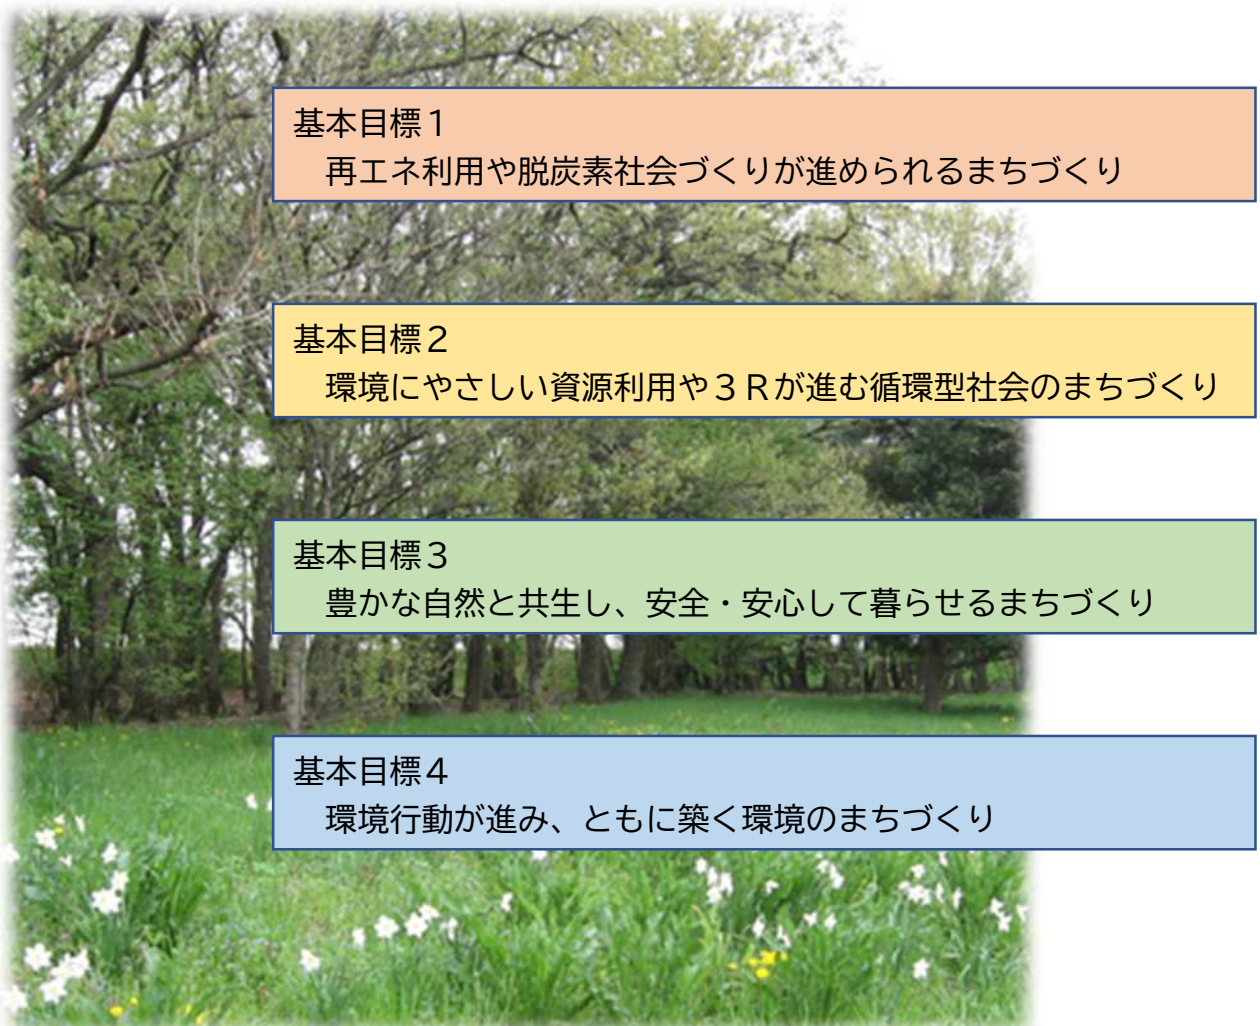 基本目標１
再エネ利用や脱炭素社会づくりが進められるまちづくり
基本目標２
環境にやさしい資源利用や３Ｒが進む循環型社会のまちづくり
基本目標３
豊かな自然と共生し、安全・安心して暮らせるまちづくり
基本目標４
環境行動が進み、ともに築く環境のまちづくり